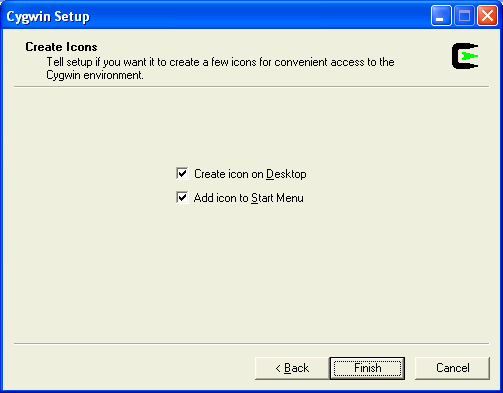 Cygwin Setup
Create Icons
Tell setup if you want it to create a few icons for convenient access to the
Cygwin environment.
Create icon on Desktop
Add icon to Start Menu
< Back
Finish
Cancel